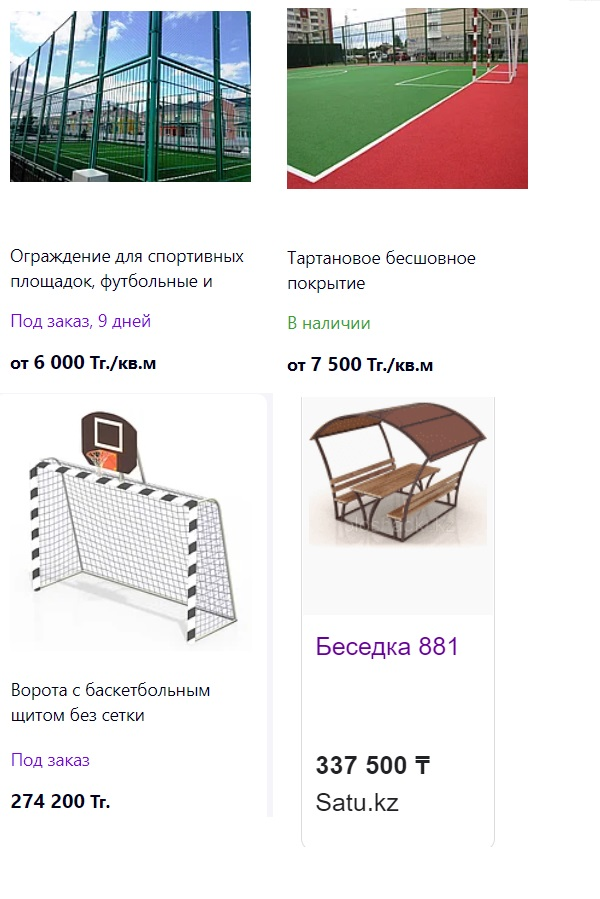 Ограждение для спортивных
площадок, футбольные и
Под заказ, 9 дней
от 6 000 Тг./кв.м
Тартановое бесшовное
покрытие
В наличии
от 7 500 Тг./кв.м
Ворота с баскетбольным
щитом без сетки
Под заказ
274 200 Тг.
Беседка 881
337 500 ₸
Satu.kz